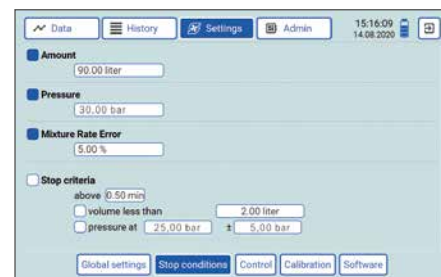 Data History Settings Admin 15:16:09
14.08.2020
Amount
90.00 liter
Pressure
30,00 bar
Mixture Rate Error
5.00 %
Stop criteria
above 0.50 min
volume less than 2.00 liter
pressure at 25,00 bar ± 5,00 bar
Global settings Stop conditions Control Calibration Software